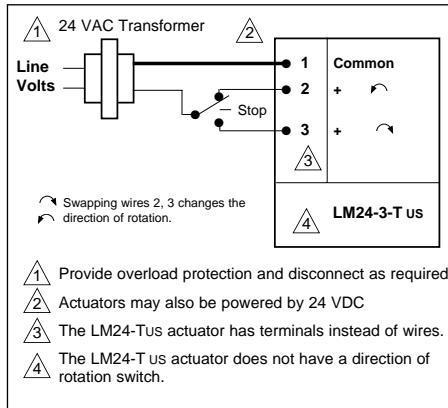 1 24 VAC Transformer
2
Line
Volts
1 Common
2 +
Stop
3 +
3
Swapping wires 2, 3 changes the
direction of rotation.
4 LM24-3-T US
1 Provide overload protection and disconnect as required
2 Actuators may also be powered by 24 VDC
3 The LM24-TUS actuator has terminals instead of wires.
4 The LM24-T US actuator does not have a direction of
rotation switch.